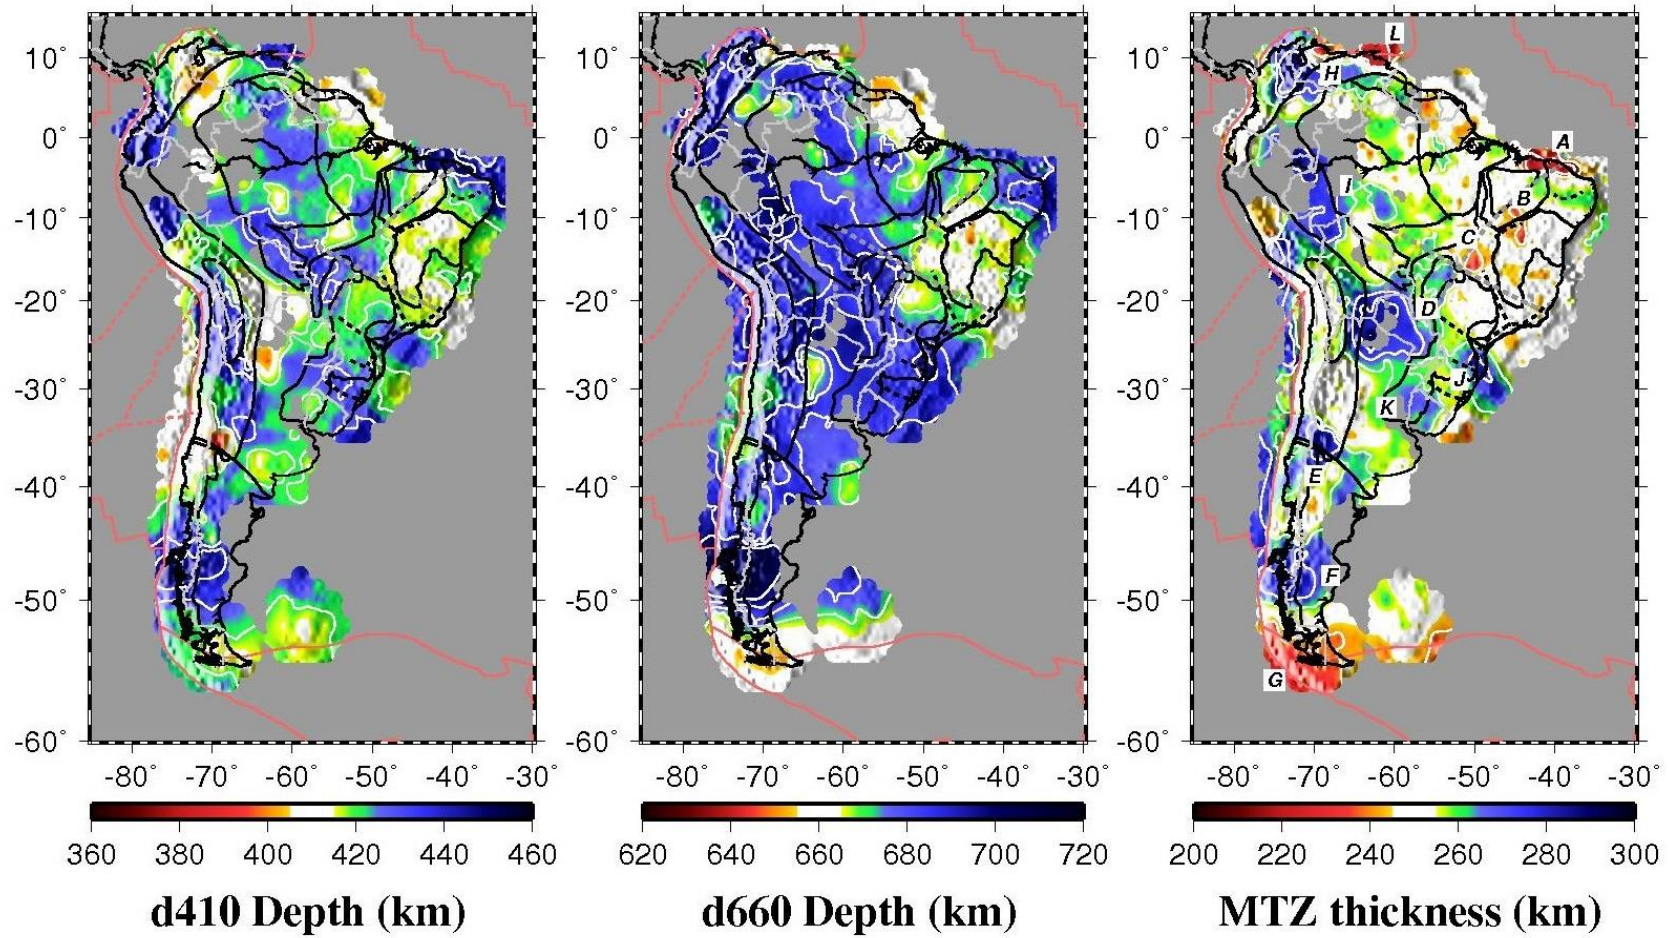 10°
0°
-10°
-20°
-30°
-40°
-50°
-60°
-80° -70° -60° -50° -40° -30°
360 380 400 420 440 460
d410 Depth (km)
10°
0°
-10°
-20°
-30°
-40°
-50°
-60°
-80° -70° -60° -50° -40° -30°
620 640 660 680 700 720
d660 Depth (km)
10°
0°
-10°
-20°
-30°
-40°
-50°
-60°
L
H
A
I
B
C
D
J
K
E
F
G
-80° -70° -60° -50° -40° -30°
200 220 240 260 280 300
MTZ thickness (km)